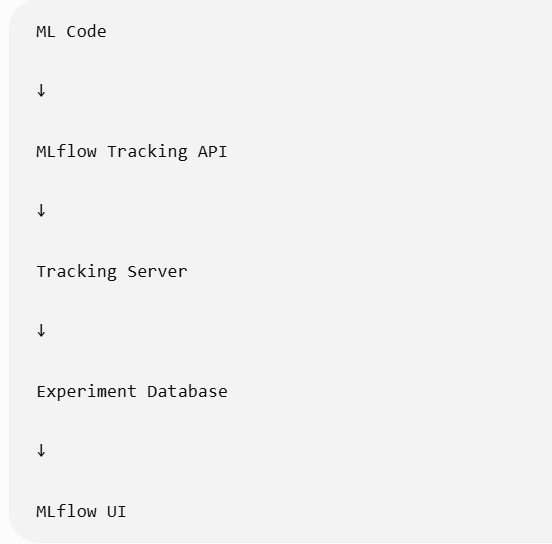 ML Code
↓
MLflow Tracking API
↓
Tracking Server
↓
Experiment Database
↓
MLflow UI